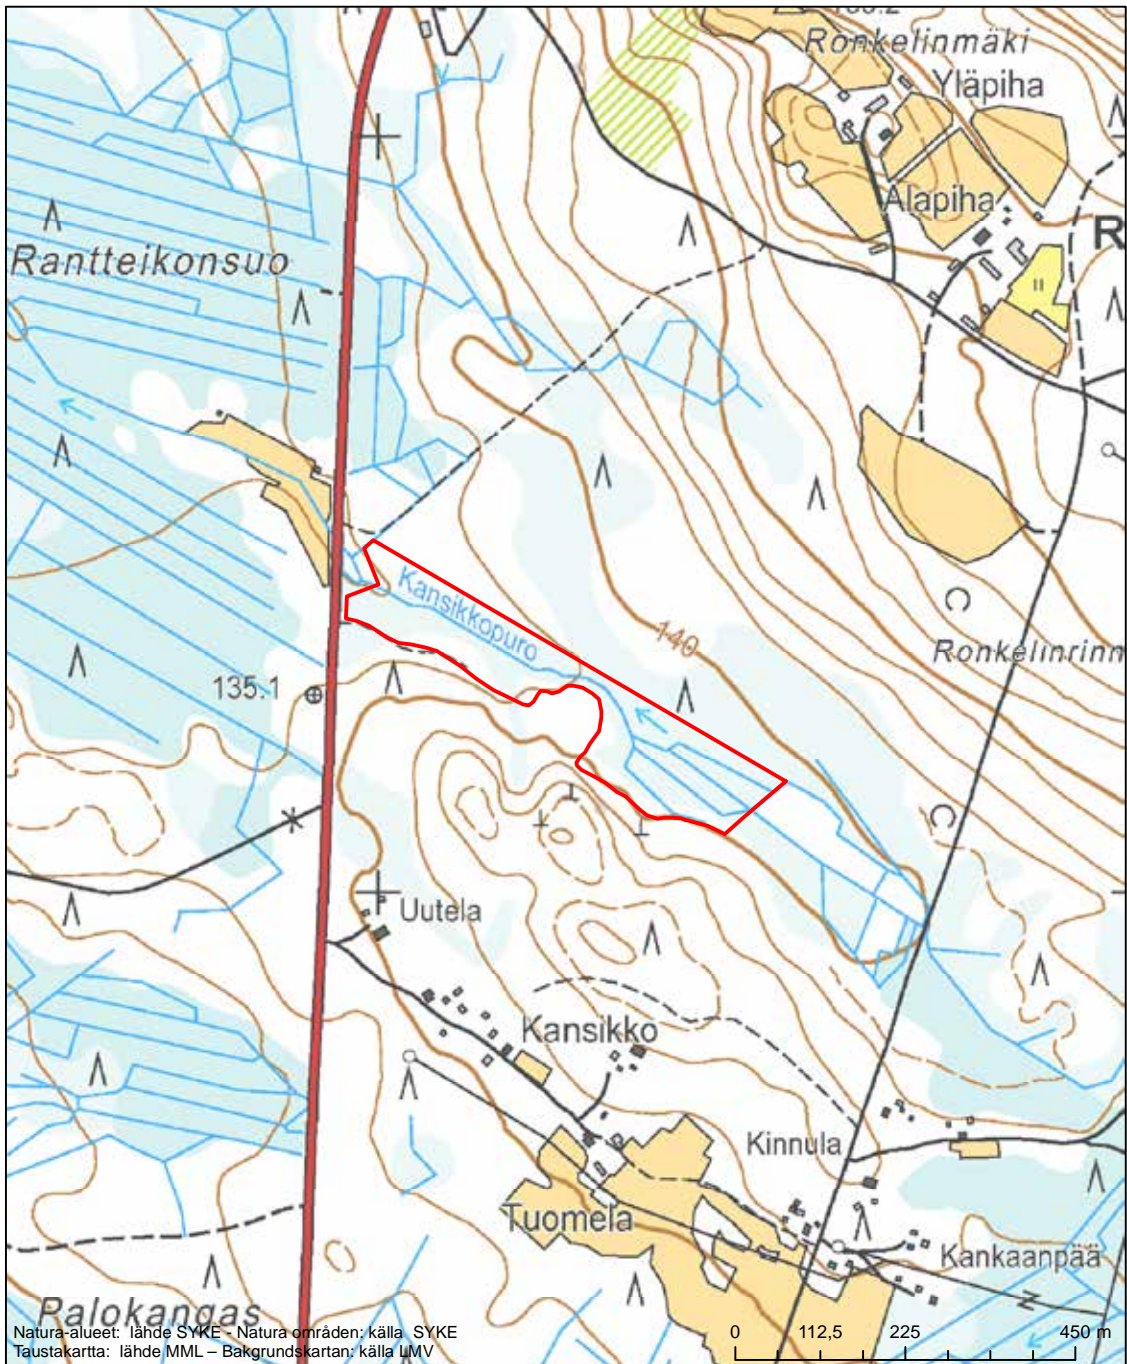 Ronkelinmäki
Yläpiha
Alapiha
R
Rantteikonsuo
II
Kansikkopuro
140
Ronkelinrinn
135.1
Uutela
Kansikko
Kinnula
Tuomela
Kankaanpää
Palokangas
Natura-alueet: lähde SYKE - Natura områden: källa SYKE
Taustakartta: lähde MML – Bakgrundskartan: källa LMV
0 112,5 225 450 m